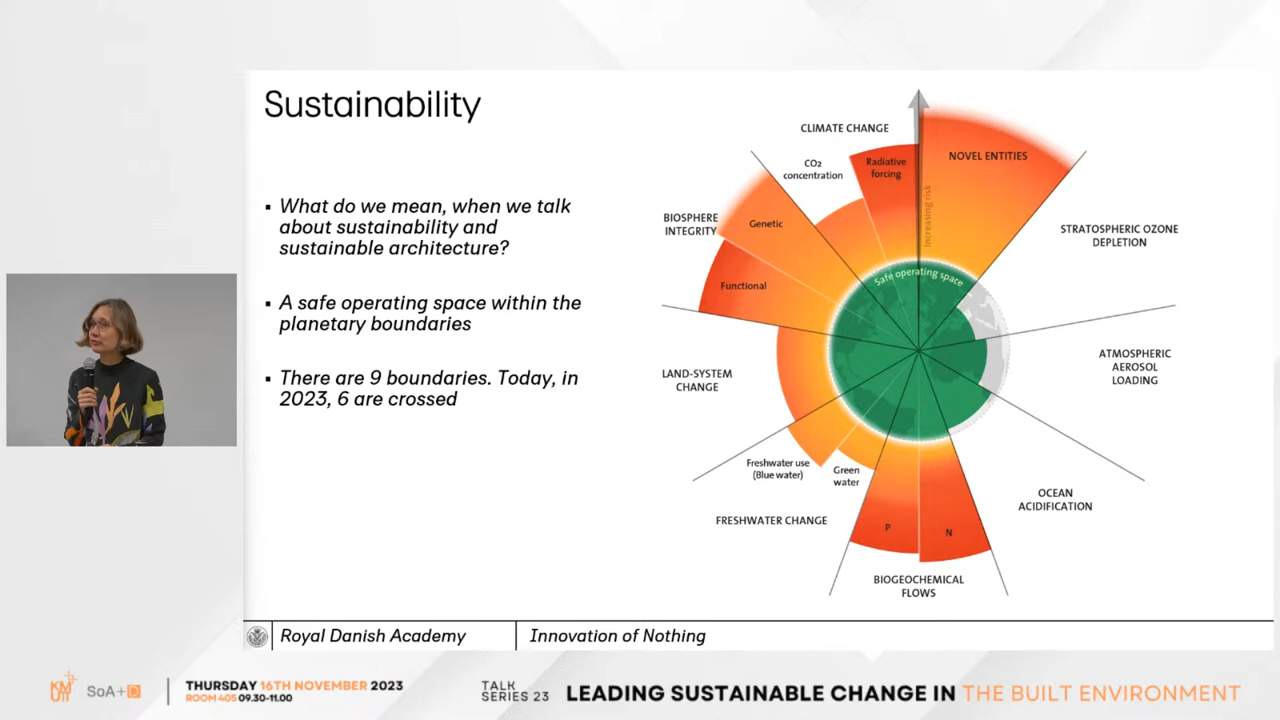 Sustainability
▪ What do we mean, when we talk
about sustainability and
sustainable architecture?
▪ A safe operating space within the
planetary boundaries
▪ There are 9 boundaries. Today, in
2023, 6 are crossed
CLIMATE CHANGE
CO2
concentration
Radiative
forcing
NOVEL ENTITIES
Increasing risk
BIOSPHERE
INTEGRITY
Genetic
Functional
STRATOSPHERIC OZONE
DEPLETION
Safe operating space
ATMOSPHERIC
AEROSOL
LOADING
LAND-SYSTEM
CHANGE
Freshwater use
(Blue water)
Green
water
FRESHWATER CHANGE
OCEAN
ACIDIFICATION
P
N
BIOGEOCHEMICAL
FLOWS
Royal Danish Academy
Innovation of Nothing
KM
UTT
SoA+D
THURSDAY 16TH NOVEMBER 2023
ROOM 405 09.30-11.00
TALK
SERIES 23
LEADING SUSTAINABLE CHANGE IN THE BUILT ENVIRONMENT